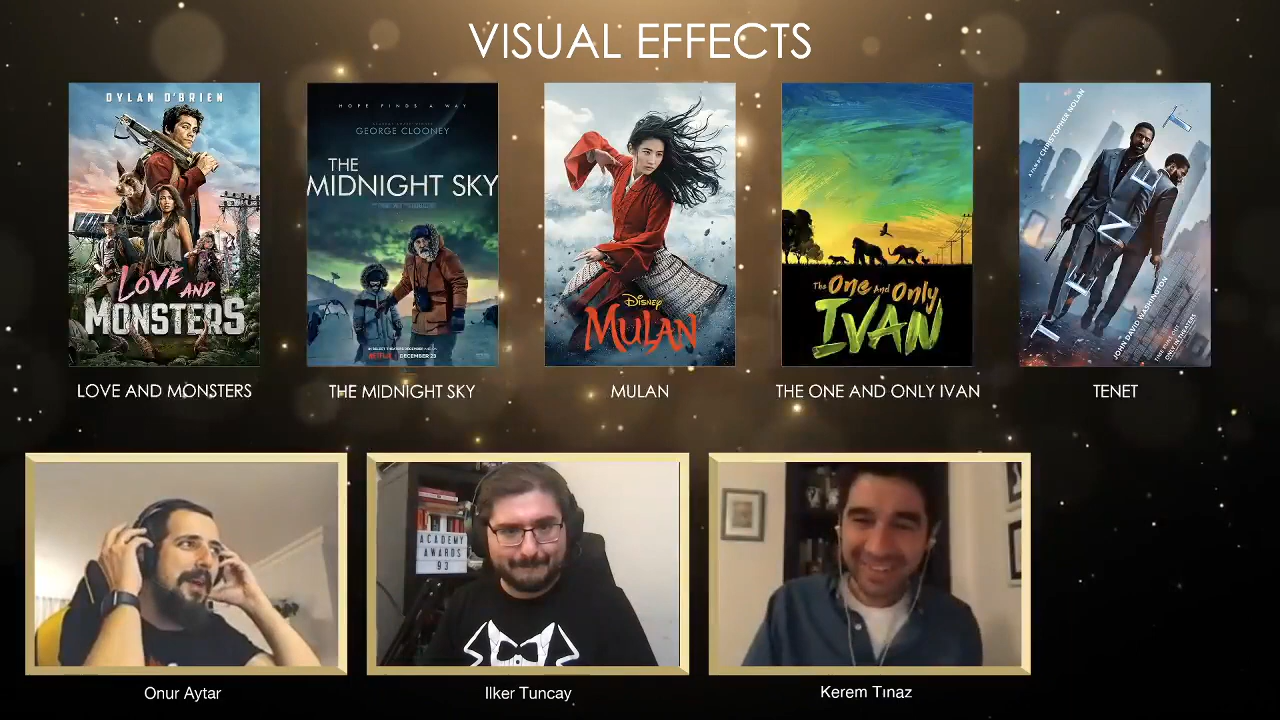 VISUAL EFFECTS
DYLAN O'BRIEN
LOVE AND
MONSTERS
HOPE FINDS A WAY
GEORGE CLOONEY
THE
MIDNIGHT SKY
NETFLIX DECEMBER 23
DISNEY
MULAN
The One And Only
IVAN
A FILM BY CHRISTOPHER NOLAN
TENET
JOHN DAVID WASHINGTON
LOVE AND MONSTERS
THE MIDNIGHT SKY
MULAN
THE ONE AND ONLY IVAN
TENET
ACADEMY
AWARDS
93
Onur Aytar
Ilker Tuncay
Kerem Tınaz